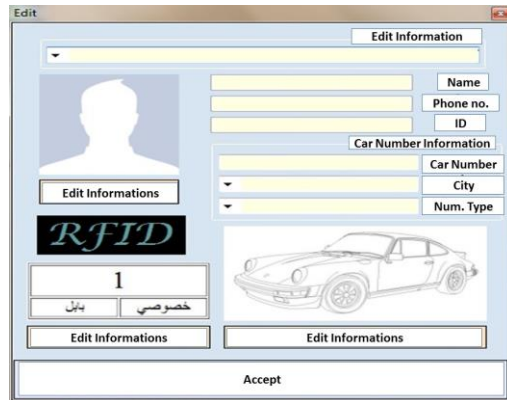 Edit
Edit Information
Name
Phone no.
ID
Car Number Information
Car Number
City
Num. Type
Edit Informations
RFID
1
خصوصي بابل
Edit Informations
Edit Informations
Accept